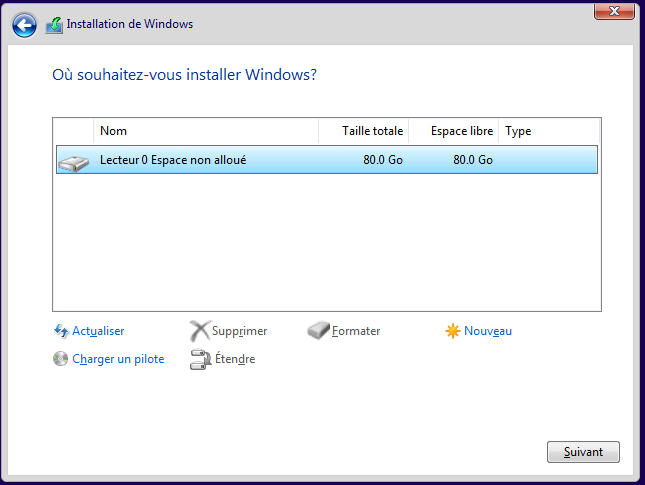 Installation de Windows
Où souhaitez-vous installer Windows?
Nom Taille totale Espace libre Type
Lecteur 0 Espace non alloué 80.0 Go 80.0 Go
Actualiser Supprimer Formater Nouveau
Charger un pilote Étendre
Suivant